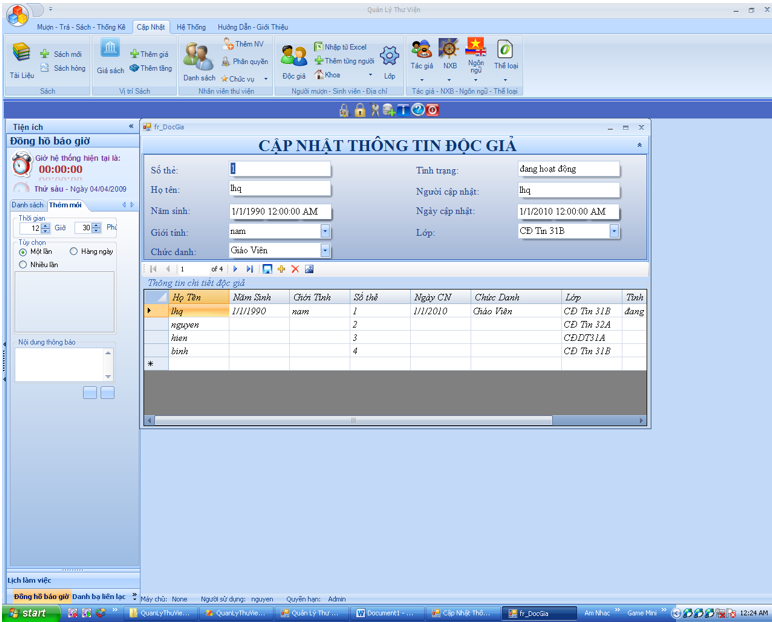 Quản Lý Thư Viện
Mượn - Trả - Sách - Thống Kê Cập Nhật Hệ Thống Hướng Dẫn - Giới Thiệu
Tài Liệu Sách mới Sách hỏng
Sách
Giá sách Thêm giá Thêm tầng
Vị trí Sách
Danh sách Thêm NV Phân quyền Chức vụ
Nhân viên thư viện
Độc giả Nhập từ Excel Thêm từng người Khoa Lớp
Người mượn - Sinh viên - Địa chỉ
Tác giả NXB Ngôn ngữ Thể loại
Tác giả - NXB - Ngôn ngữ - Thể loại
Tiện ích
Đồng hồ báo giờ
Giờ hệ thống hiện tại là:
00:00:00
Thứ sáu - Ngày 04/04/2009
Danh sách Thêm mới
Thời gian
12 Giờ 30 Phú
Tùy chọn
Một lần Hàng ngày
Nhiều lần
Nội dung thông báo
Lịch làm việc
Đồng hồ báo giờ Danh bạ liên lạc
fr_DocGia
CẬP NHẬT THÔNG TIN ĐỘC GIẢ
Số thẻ: 1 Tình trạng: đang hoạt động
Họ tên: lhq Người cập nhật: lhq
Năm sinh: 1/1/1990 12:00:00 AM Ngày cập nhật: 1/1/2010 12:00:00 AM
Giới tính: nam Lớp: CĐ Tin 31B
Chức danh: Giáo Viên
1 of 4
Thông tin chi tiết độc giả
Họ Tên Năm Sinh Giới Tính Số thẻ Ngày CN Chức Danh Lớp Tình
lhq 1/1/1990 nam 1 1/1/2010 Giáo Viên CĐ Tin 31B đang
nguyen 2 CĐ Tin 32A
hien 3 CĐDT31A
binh 4 CĐ Tin 31B
Máy chủ: None Người sử dụng: nguyen Quyền hạn: Admin
start QuanLyThuVie... QuanLyThuVie... Quản Lý Thư ... Document1 - ... Cập Nhật Thô... fr_DocGia Am Nhac Game Mini 12:24 AM